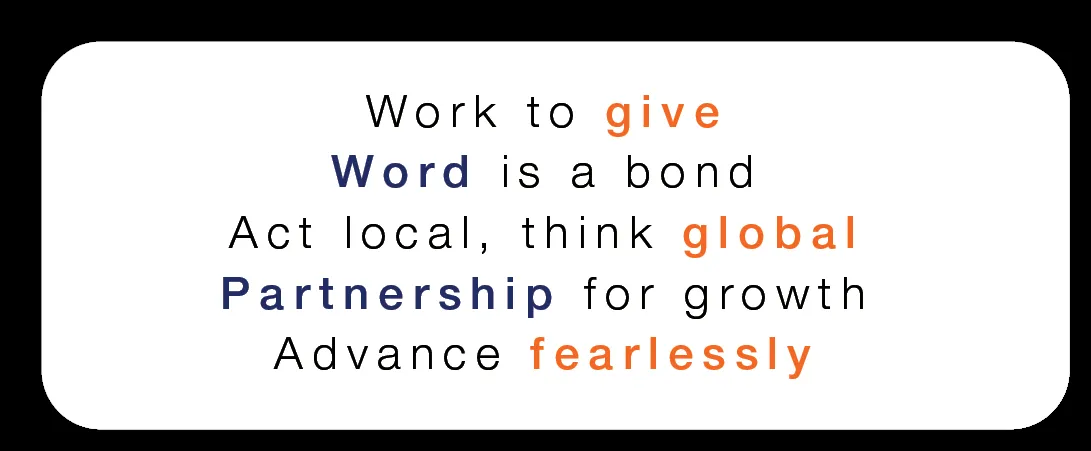 Work to give
Word is a bond
Act local, think global
Partnership for growth
Advance fearlessly